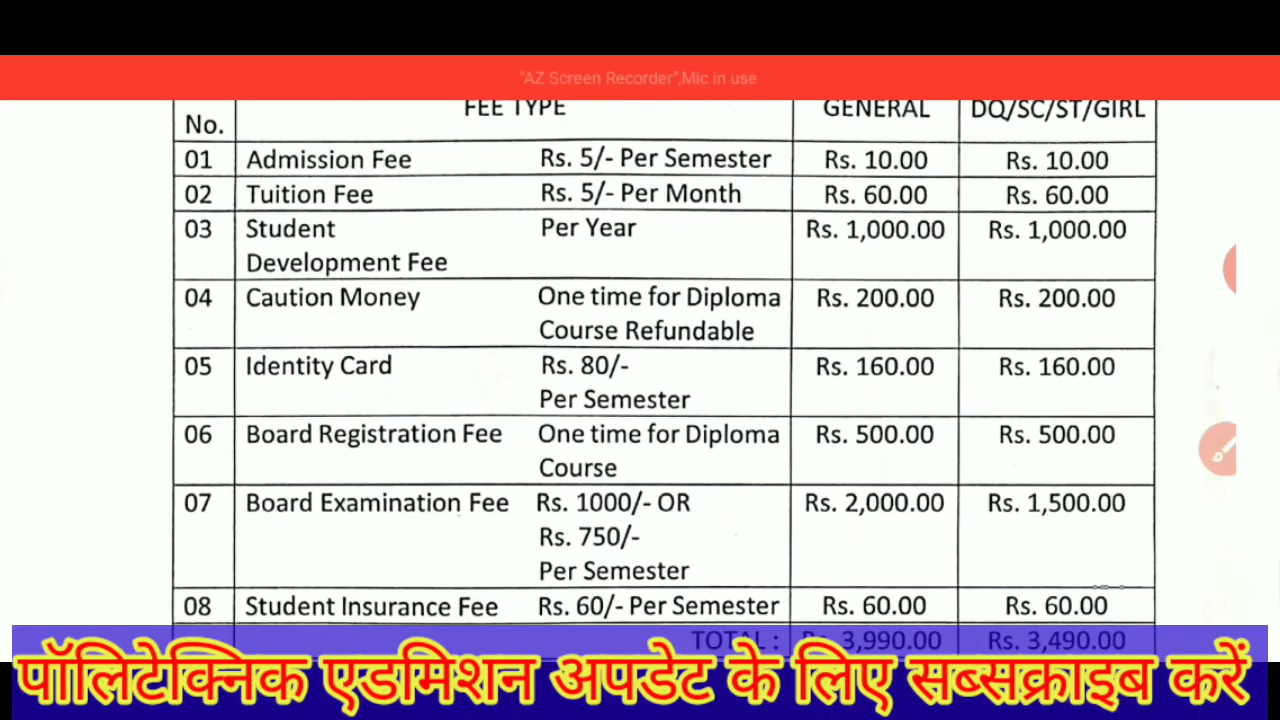 "AZ Screen Recorder",Mic in use
No. FEE TYPE GENERAL DQ/SC/ST/GIRL
01 Admission Fee Rs. 5/- Per Semester Rs. 10.00 Rs. 10.00
02 Tuition Fee Rs. 5/- Per Month Rs. 60.00 Rs. 60.00
03 Student Per Year Rs. 1,000.00 Rs. 1,000.00
Development Fee
04 Caution Money One time for Diploma Rs. 200.00 Rs. 200.00
Course Refundable
05 Identity Card Rs. 80/- Rs. 160.00 Rs. 160.00
Per Semester
06 Board Registration Fee One time for Diploma Rs. 500.00 Rs. 500.00
Course
07 Board Examination Fee Rs. 1000/- OR Rs. 2,000.00 Rs. 1,500.00
Rs. 750/-
Per Semester
08 Student Insurance Fee Rs. 60/- Per Semester Rs. 60.00 Rs. 60.00
TOTAL : Rs. 3,990.00 Rs. 3,490.00
पॉलिटेक्निक एडमिशन अपडेट के लिए सब्सक्राइब करें